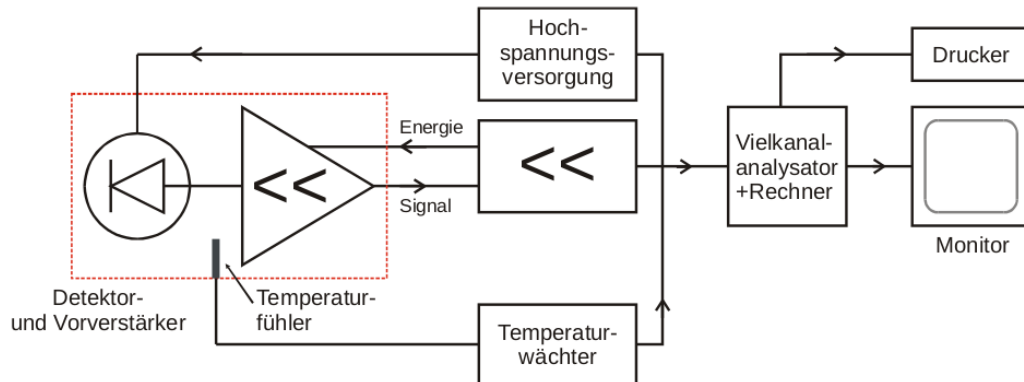 Hoch-
spannungs-
versorgung
Drucker
Energie
<<
<<
Signal
Vielkanal-
analysator
+Rechner
Monitor
Detektor-
und Vorverstärker
Temperatur-
fühler
Temperatur-
wächter